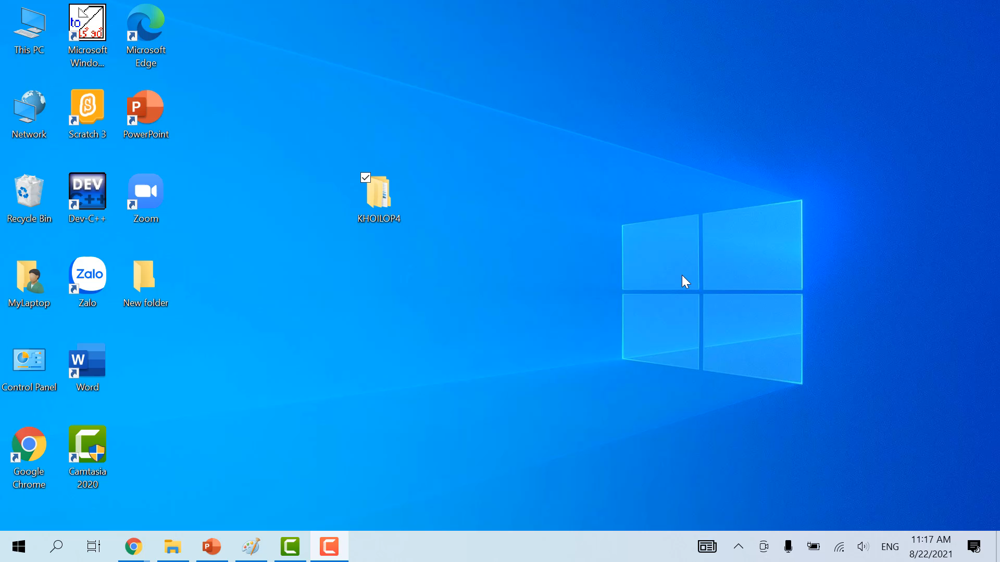 This PC
to
Microsoft
Windo...
Microsoft
Edge
Network
S
Scratch 3
P
PowerPoint
Recycle Bin
DEV
C++
Dev-C++
Zoom
KHOILOP4
MyLaptop
Zalo
Zalo
New folder
Control Panel
W
Word
Google
Chrome
Camtasia
2020
P
ENG
11:17 AM
8/22/2021